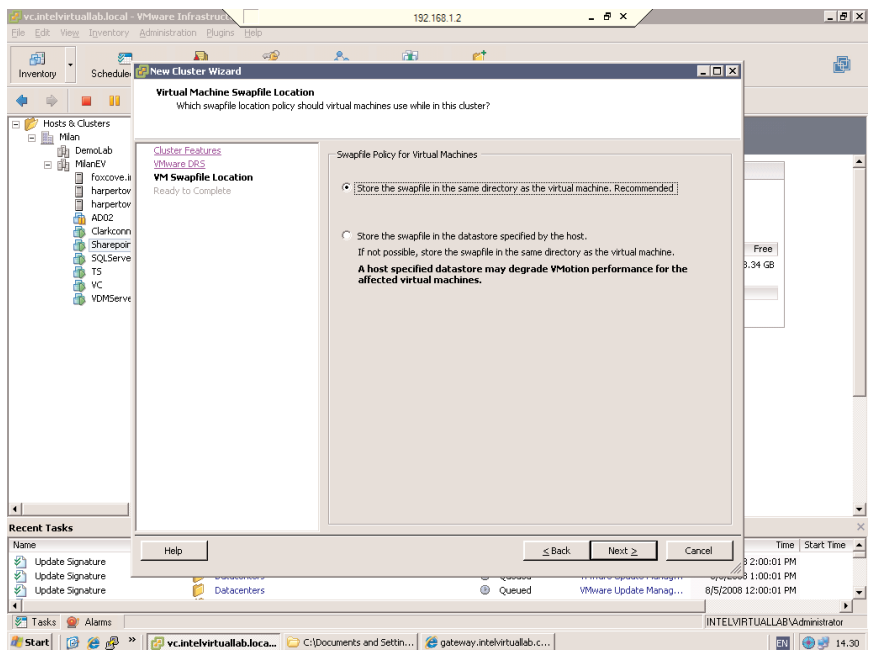 vc.intelvirtuallab.local - VMware Infrastruct
192.168.1.2
File Edit View Inventory Administration Plugins Help
Inventory
Schedule
New Cluster Wizard
Virtual Machine Swapfile Location
Which swapfile location policy should virtual machines use while in this cluster?
Hosts & Clusters
Milan
DemoLab
MilanEV
foxcove.i
harpertov
harpertov
AD02
Clarkconn
Sharepoir
SQLServe
TS
VC
VDMServe
Cluster Features
VMware DRS
VM Swapfile Location
Ready to Complete
Swapfile Policy for Virtual Machines
Store the swapfile in the same directory as the virtual machine. Recommended
Store the swapfile in the datastore specified by the host.
If not possible, store the swapfile in the same directory as the virtual machine.
A host specified datastore may degrade VMotion performance for the
affected virtual machines.
Free
3.34 GB
Help
< Back
Next >
Cancel
Recent Tasks
Name
Time
Start Time
Update Signature
2:00:01 PM
Update Signature
Datacenters
Queued
VMware Update Manag...
1:00:01 PM
Update Signature
Datacenters
Queued
VMware Update Manag...
8/5/2008 12:00:01 PM
Tasks
Alarms
INTELVIRTUALLAB\Administrator
Start
»
vc.intelvirtuallab.loca...
C:\Documents and Settin...
gateway.intelvirtuallab.c...
EN
14.30